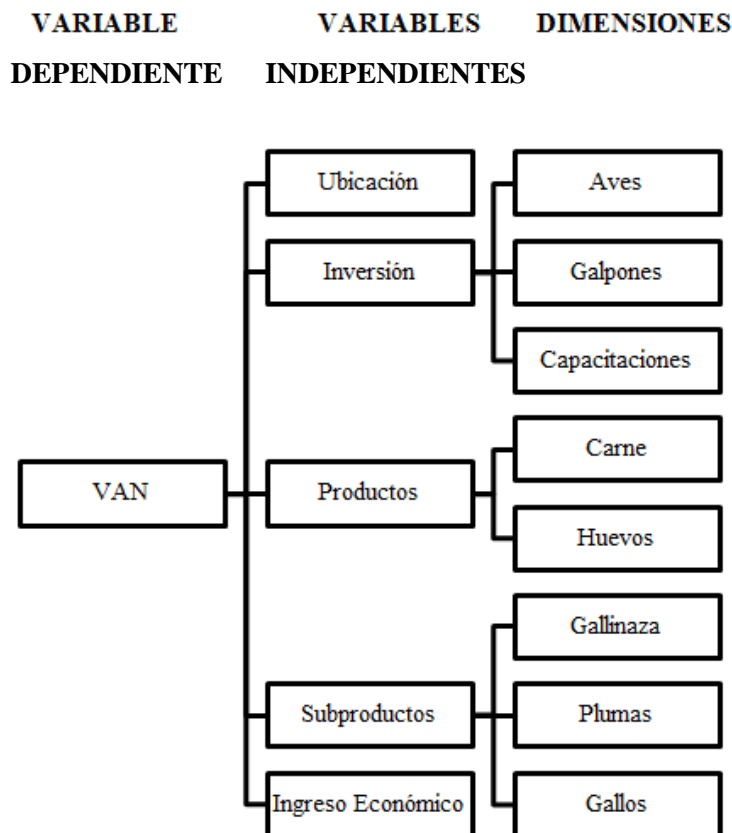 VARIABLE VARIABLES DIMENSIONES
DEPENDIENTE INDEPENDIENTES
Ubicación Aves
Inversión Galpones
Capacitaciones
Carne
VAN Productos
Huevos
Gallinaza
Subproductos Plumas
Ingreso Económico Gallos